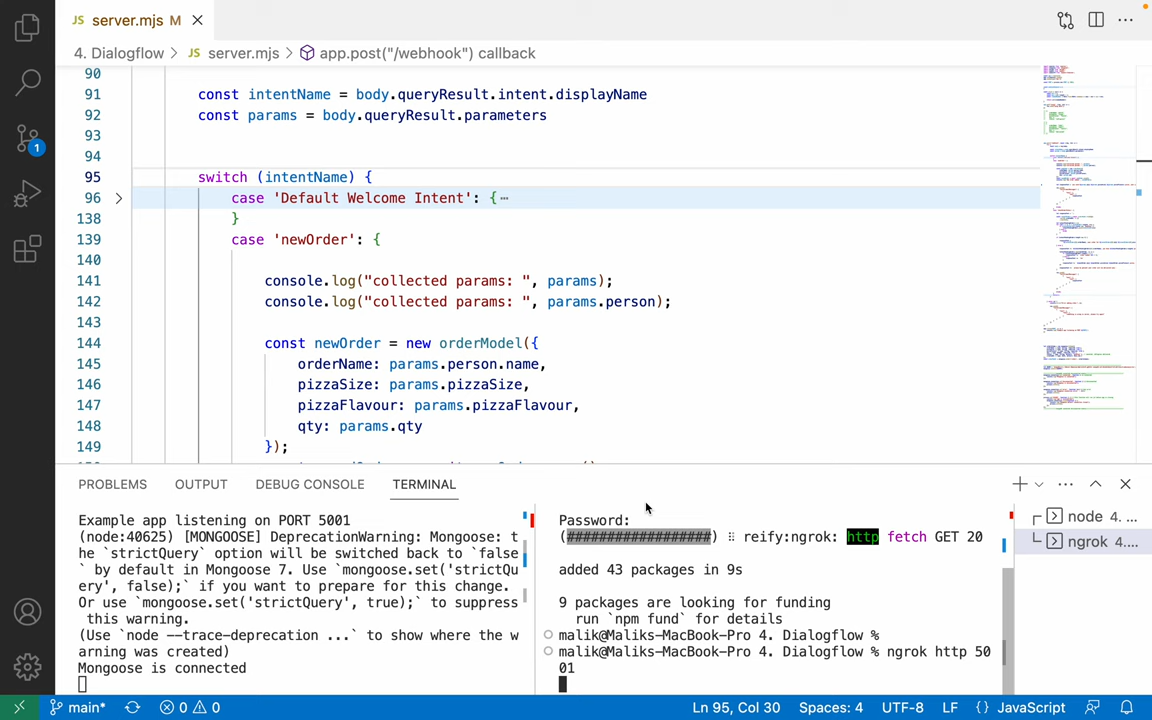 JS server.mjs M
4. Dialogflow > JS server.mjs > app.post("/webhook") callback
90
91 const intentName = body.queryResult.intent.displayName
92 const params = body.queryResult.parameters
93
94
95 switch (intentName) {
96 case 'Default Welcome Intent': {⋯
138 }
139 case 'newOrder': {
140
141 console.log("collected params: ", params);
142 console.log("collected params: ", params.person);
143
144 const newOrder = new orderModel({
145 orderName: params.person.name,
146 pizzaSize: params.pizzaSize,
147 pizzaFlavour: params.pizzaFlavour,
148 qty: params.qty
149 });
1
PROBLEMS OUTPUT DEBUG CONSOLE TERMINAL
Example app listening on PORT 5001
(node:40625) [MONGOOSE] DeprecationWarning: Mongoose: t
he `strictQuery` option will be switched back to `false
` by default in Mongoose 7. Use `mongoose.set('strictQu
ery', false);` if you want to prepare for this change.
Or use `mongoose.set('strictQuery', true);` to suppress
this warning.
(Use `node --trace-deprecation ...` to show where the w
arning was created)
Mongoose is connected
Password:
(##################) ⠿ reify:ngrok: http fetch GET 20
added 43 packages in 9s
9 packages are looking for funding
run `npm fund` for details
malik@Maliks-MacBook-Pro 4. Dialogflow %
malik@Maliks-MacBook-Pro 4. Dialogflow % ngrok http 50
01
node 4. ...
ngrok 4....
main* 0 0 Ln 95, Col 30 Spaces: 4 UTF-8 LF {} JavaScript